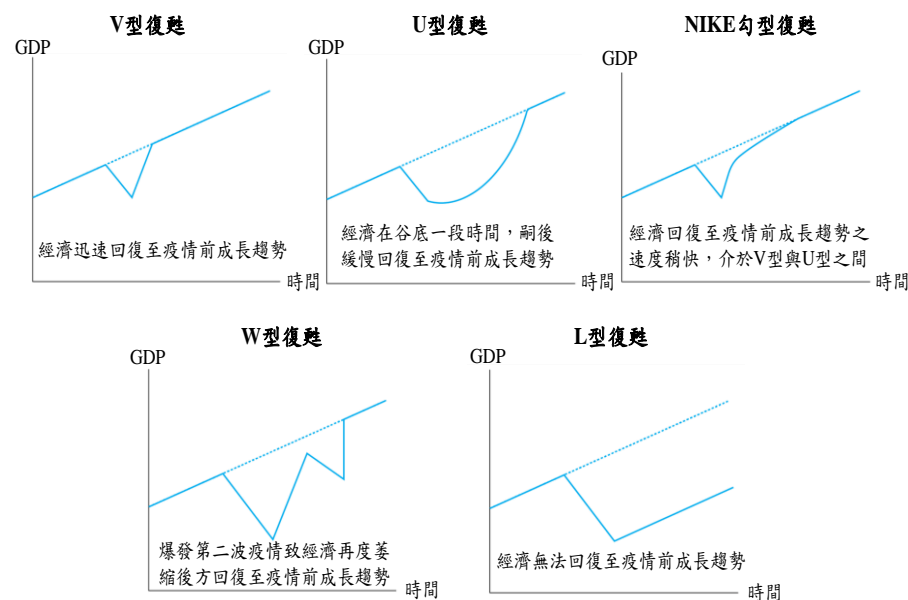 V型復甦
GDP
經濟迅速回復至疫情前成長趨勢
時間
U型復甦
GDP
經濟在谷底一段時間，嗣後
緩慢回復至疫情前成長趨勢
時間
NIKE勾型復甦
GDP
經濟回復至疫情前成長趨勢之
速度稍快，介於V型與U型之間
時間
W型復甦
GDP
爆發第二波疫情致經濟再度萎
縮後方回復至疫情前成長趨勢
時間
L型復甦
GDP
經濟無法回復至疫情前成長趨勢
時間